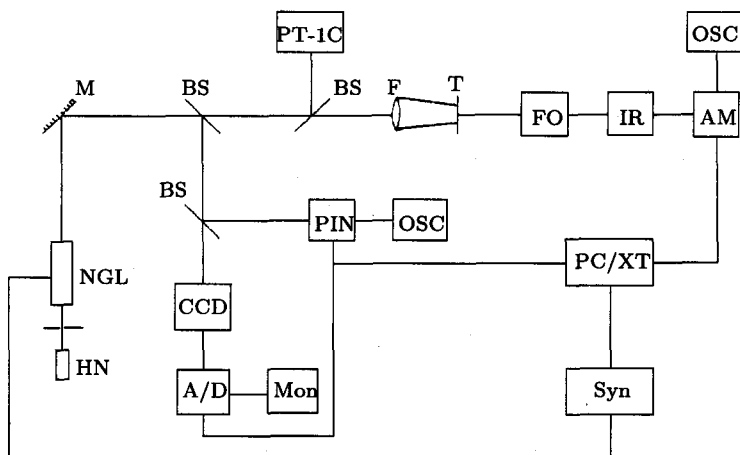 PT-1C
OSC
M
BS
BS
F
T
FO
IR
AM
BS
PIN
OSC
NGL
CCD
PC/XT
HN
A/D
Mon
Syn